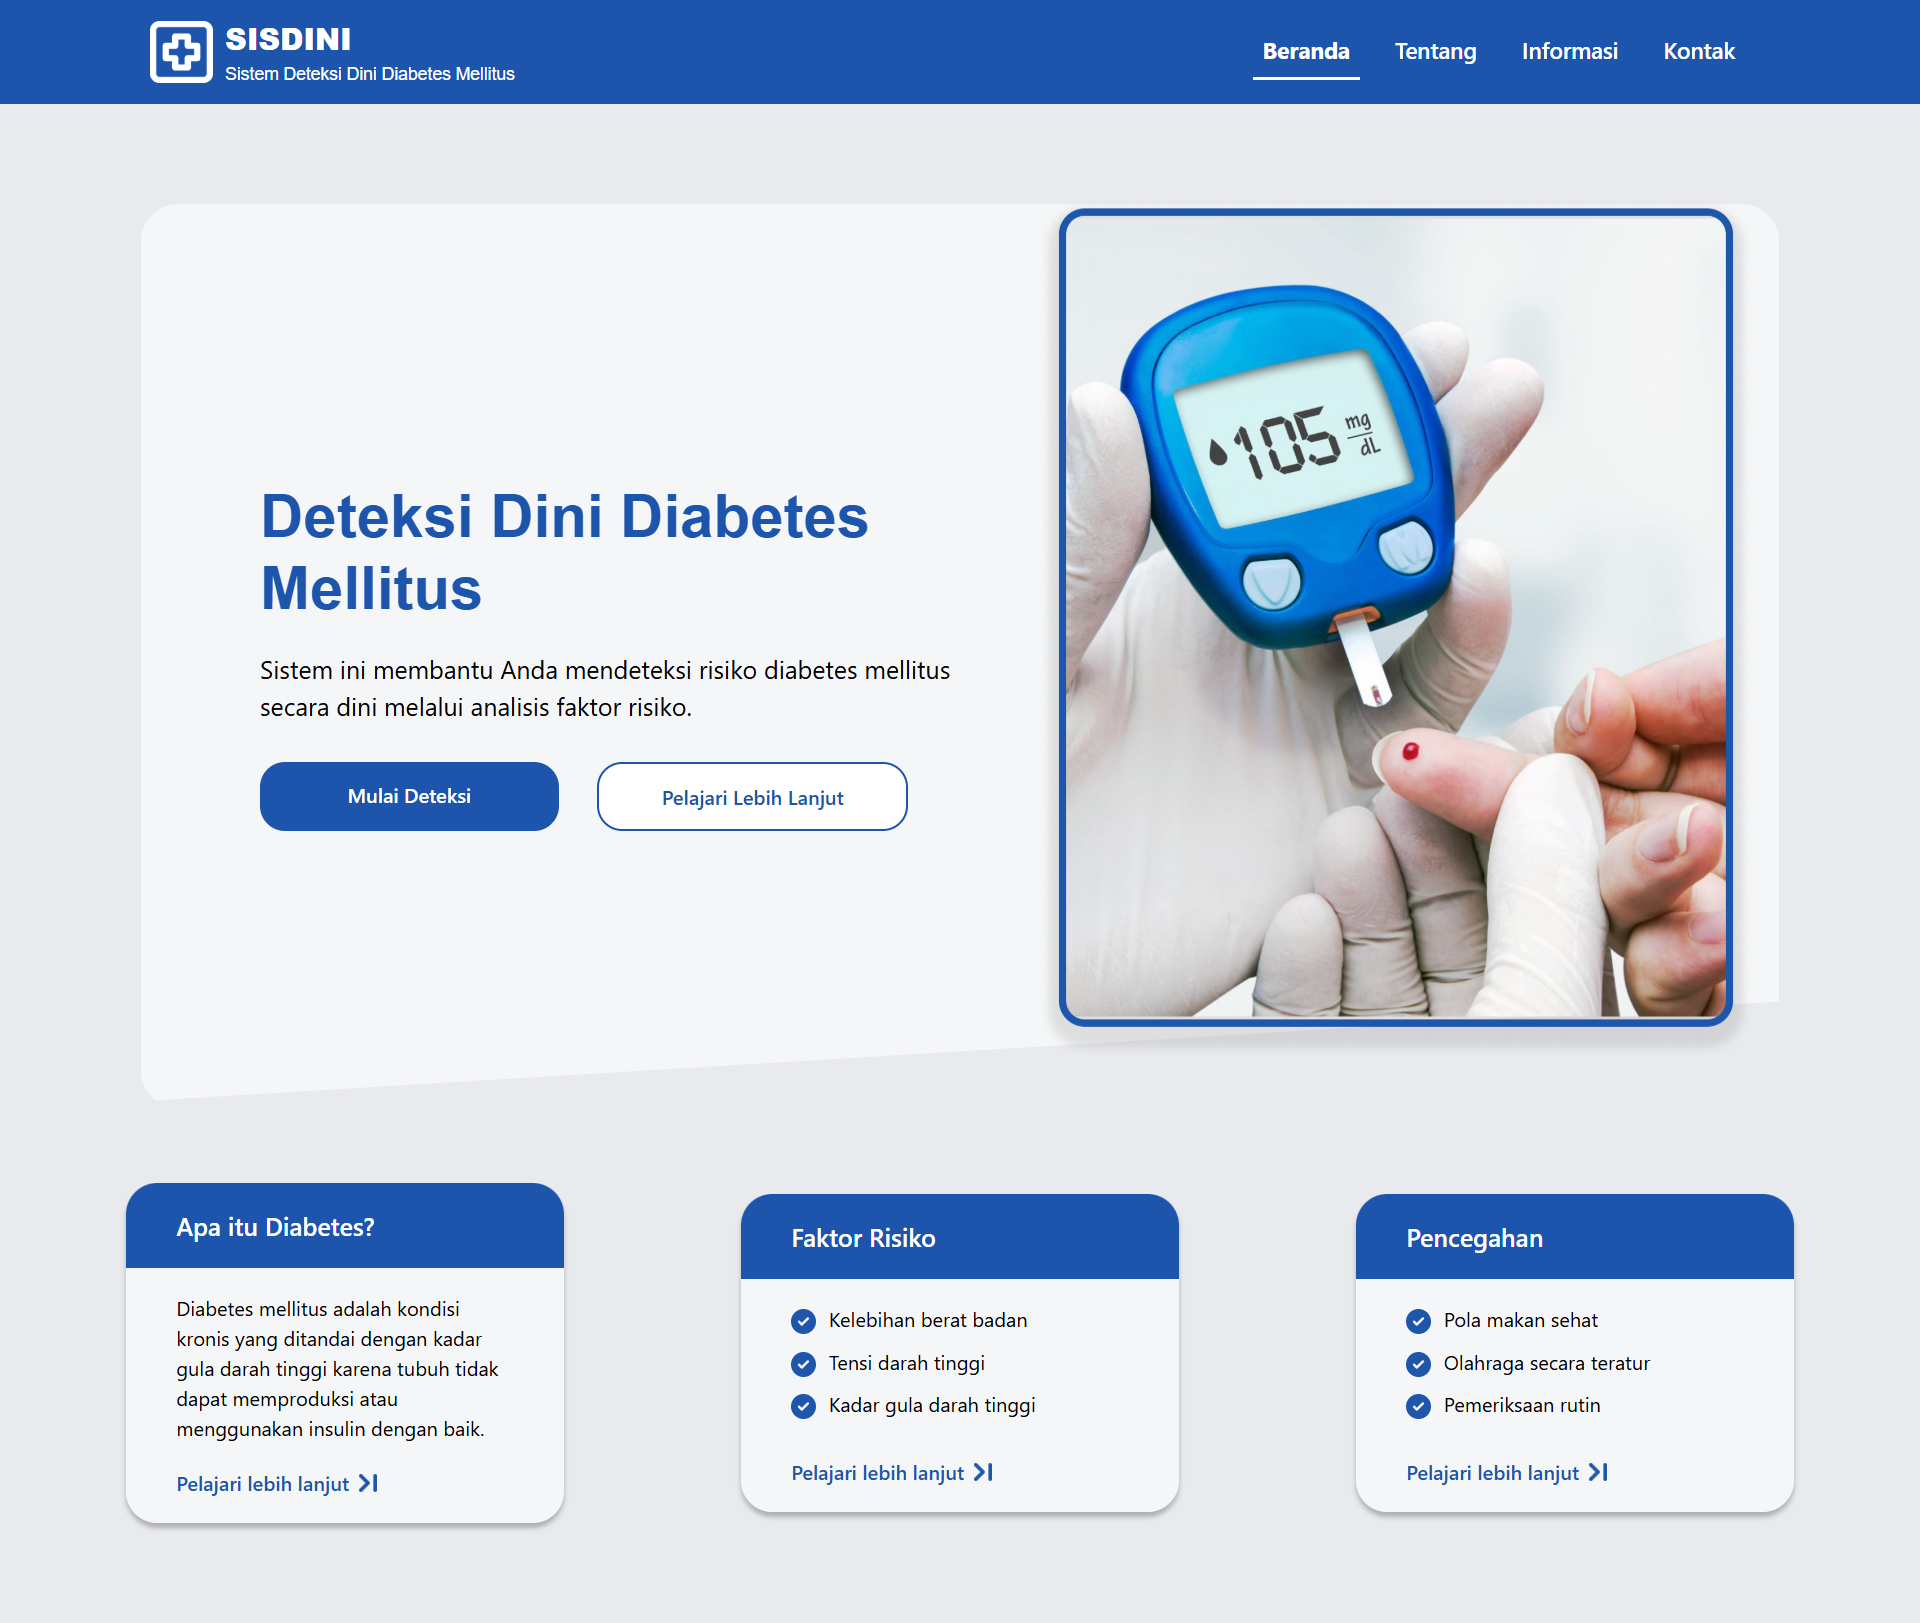 SISDINI
Sistem Deteksi Dini Diabetes Mellitus
Beranda
Tentang
Informasi
Kontak
105 mg/dL
Deteksi Dini Diabetes
Mellitus
Sistem ini membantu Anda mendeteksi risiko diabetes mellitus
secara dini melalui analisis faktor risiko.
Mulai Deteksi
Pelajari Lebih Lanjut
Apa itu Diabetes?
Diabetes mellitus adalah kondisi
kronis yang ditandai dengan kadar
gula darah tinggi karena tubuh tidak
dapat memproduksi atau
menggunakan insulin dengan baik.
Pelajari lebih lanjut
Faktor Risiko
Kelebihan berat badan
Tensi darah tinggi
Kadar gula darah tinggi
Pelajari lebih lanjut
Pencegahan
Pola makan sehat
Olahraga secara teratur
Pemeriksaan rutin
Pelajari lebih lanjut